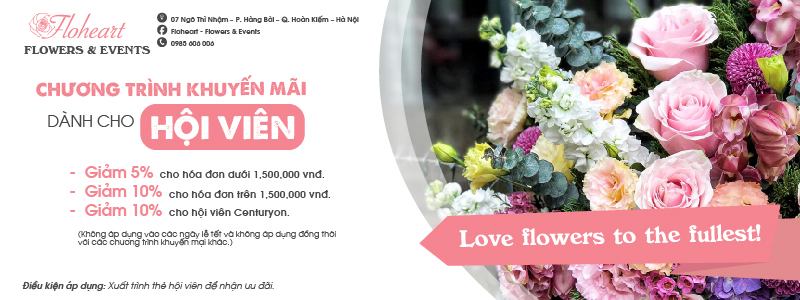 Floheart
FLOWERS & EVENTS
07 Ngô Thì Nhậm – P. Hàng Bài – Q. Hoàn Kiếm – Hà Nội
Floheart - Flowers & Events
0985 606 006
CHƯƠNG TRÌNH KHUYẾN MÃI
DÀNH CHO HỘI VIÊN
- Giảm 5% cho hóa đơn dưới 1,500,000 vnđ.
- Giảm 10% cho hóa đơn trên 1,500,000 vnđ.
- Giảm 10% cho hội viên Centuryon.
(Không áp dụng vào các ngày lễ tết và không áp dụng đồng thời
với các chương trình khuyến mại khác.)
Love flowers to the fullest!
Điều kiện áp dụng: Xuất trình thẻ hội viên để nhận ưu đãi.